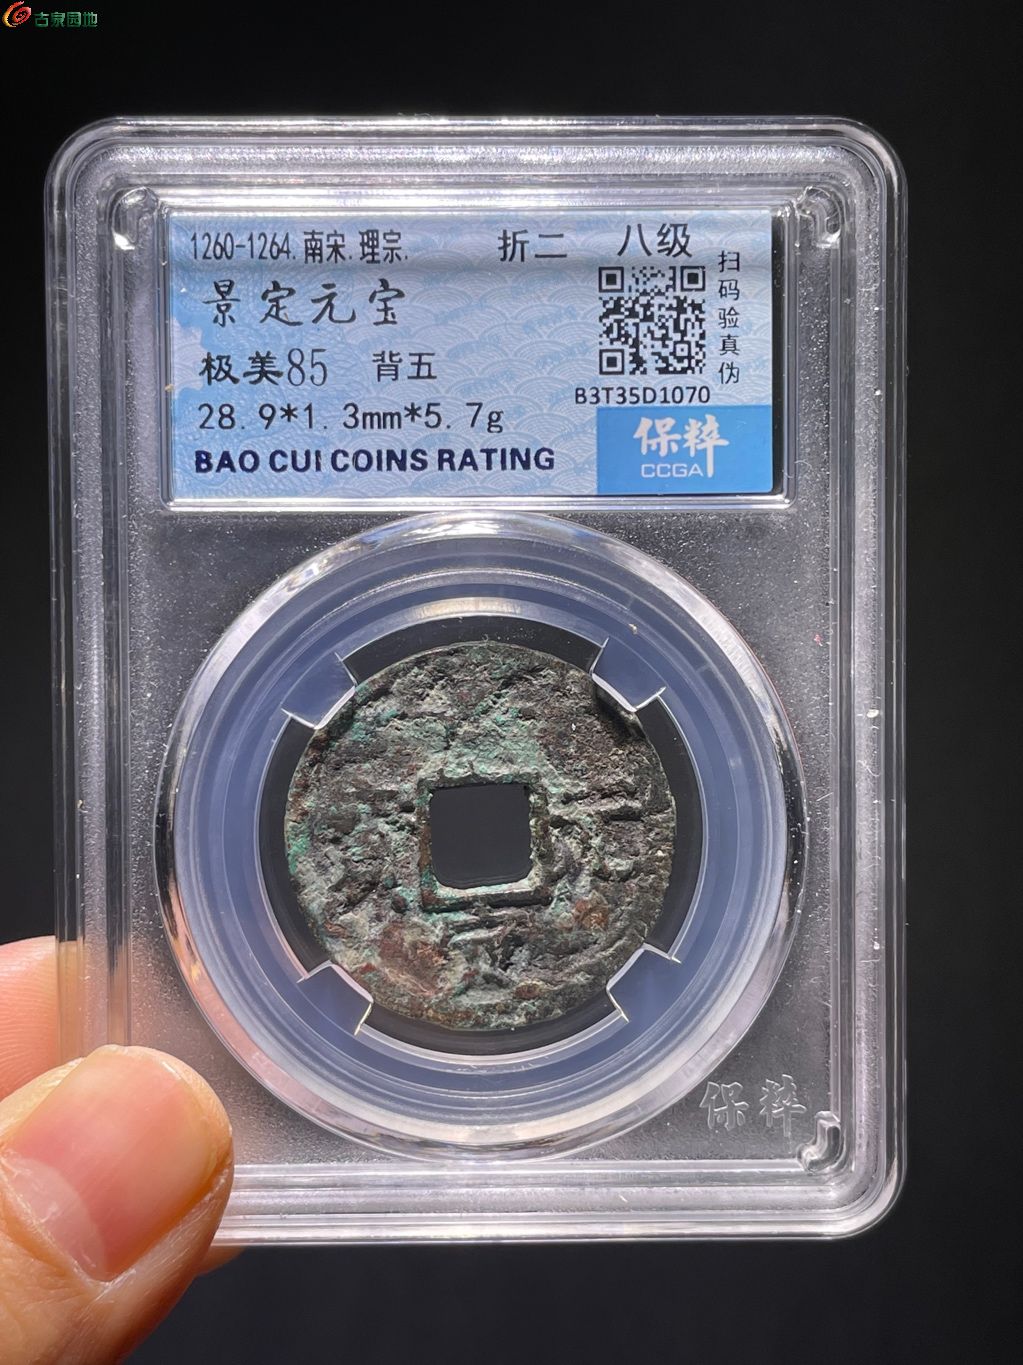 古泉园地
1260-1264.南宋.理宗. 折二 八级
景定元宝
极美85 背五
扫码验真伪
B3T35D1070
28.9*1.3mm*5.7g
保粹
CCGA
BAO CUI COINS RATING
保粹